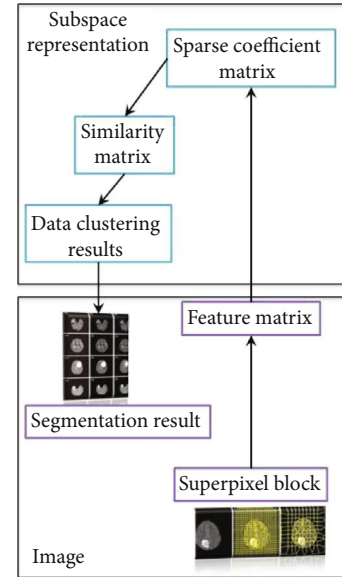 Subspace
representation
Sparse coefficient
matrix
Similarity
matrix
Data clustering
results
Feature matrix
Segmentation result
Superpixel block
Image